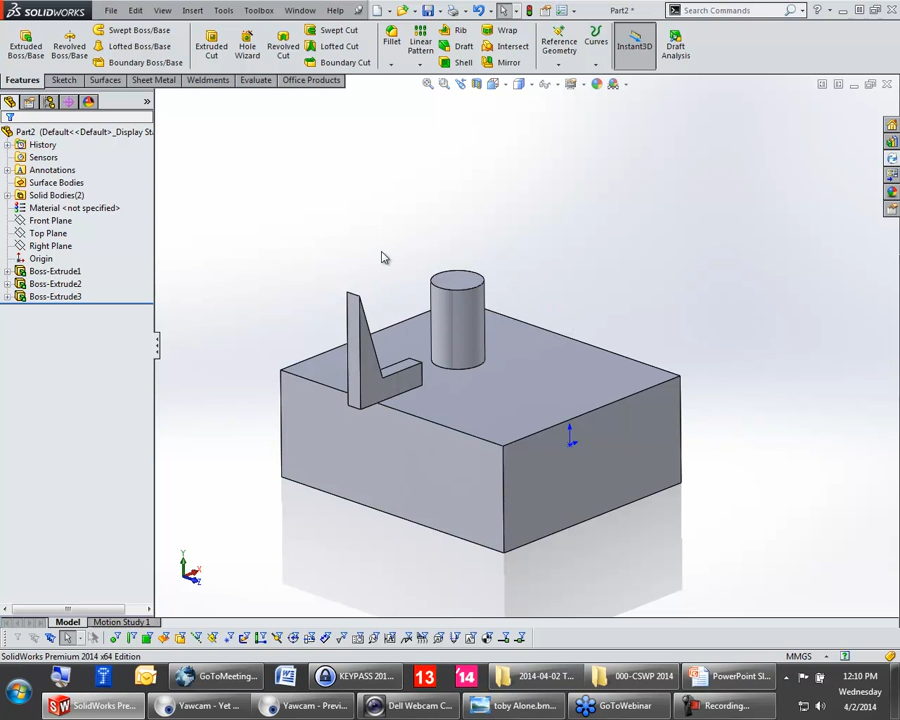 SOLIDWORKS
File Edit View Insert Tools Toolbox Window Help
Part2 *
Search Commands
Extruded Boss/Base
Revolved Boss/Base
Swept Boss/Base
Lofted Boss/Base
Boundary Boss/Base
Extruded Cut
Hole Wizard
Revolved Cut
Swept Cut
Lofted Cut
Boundary Cut
Fillet
Linear Pattern
Rib
Draft
Shell
Wrap
Intersect
Mirror
Reference Geometry
Curves
Instant3D
Draft Analysis
Features Sketch Surfaces Sheet Metal Weldments Evaluate Office Products
Part2 (Default<<Default>_Display Sta
History
Sensors
Annotations
Surface Bodies
Solid Bodies(2)
Material <not specified>
Front Plane
Top Plane
Right Plane
Origin
Boss-Extrude1
Boss-Extrude2
Boss-Extrude3
Y
X
Z
Model Motion Study 1
SolidWorks Premium 2014 x64 Edition
MMGS
GoToMeeting...
KEYPASS 201...
13
'14
2014-04-02 T...
000-CSWP 2014
PowerPoint Sl...
12:10 PM
Wednesday
4/2/2014
SolidWorks Pre...
Yawcam - Yet ...
Yawcam - Previ...
Dell Webcam C...
toby Alone.bm...
GoToWebinar
Recording...